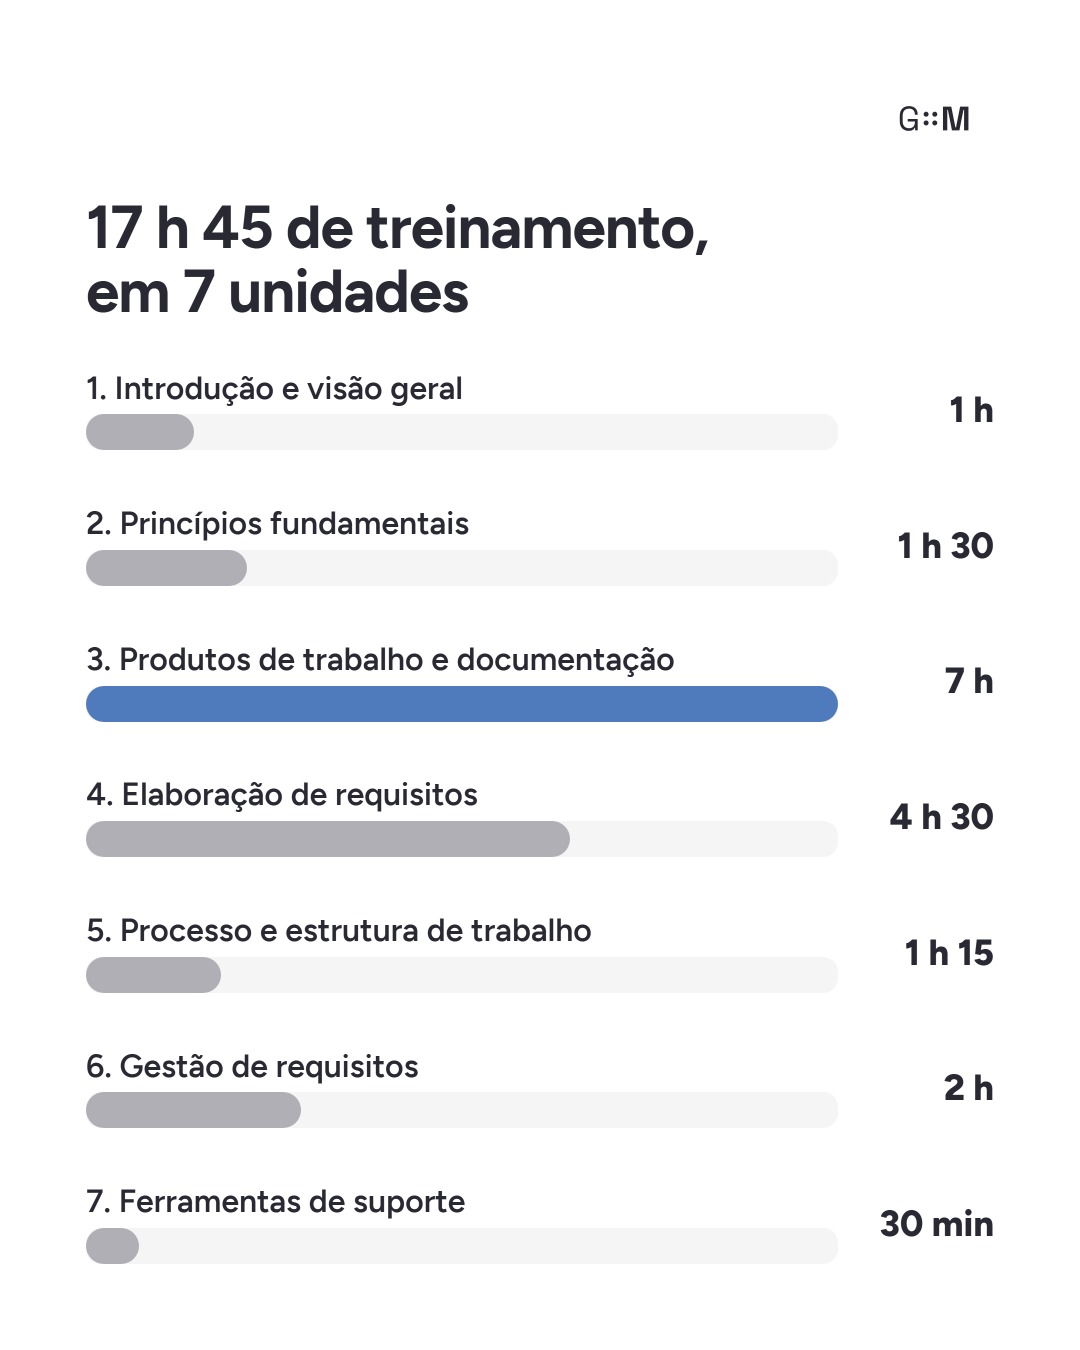 G::M
17 h 45 de treinamento,
em 7 unidades
1. Introdução e visão geral
1 h
2. Princípios fundamentais
1 h 30
3. Produtos de trabalho e documentação
7 h
4. Elaboração de requisitos
4 h 30
5. Processo e estrutura de trabalho
1 h 15
6. Gestão de requisitos
2 h
7. Ferramentas de suporte
30 min